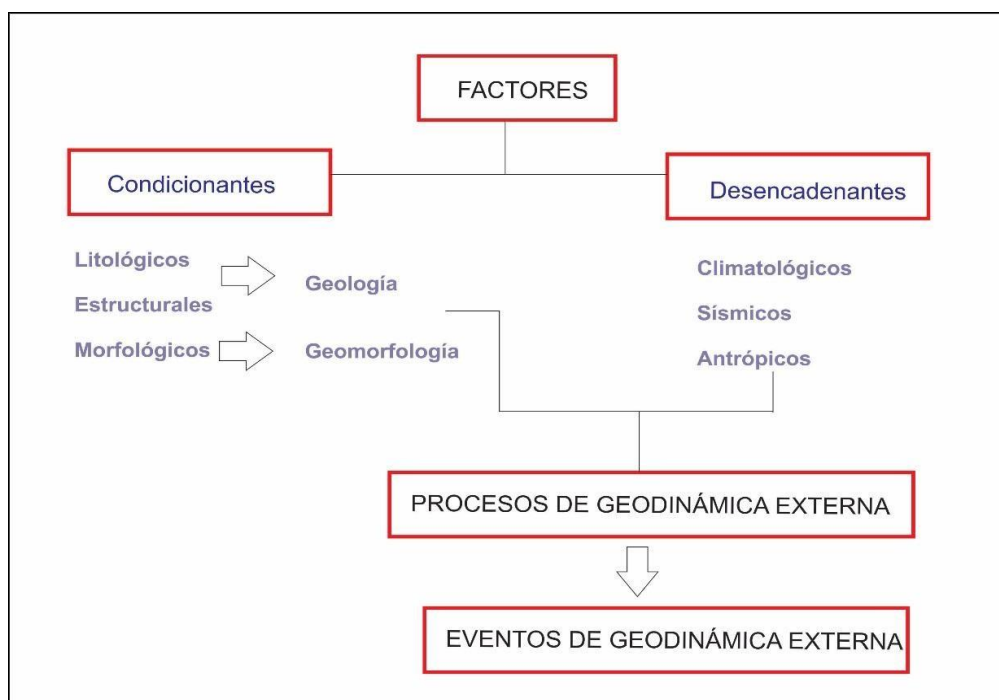 FACTORES
Condicionantes
Desencadenantes
Litológicos
Estructurales
Morfológicos
Geología
Geomorfología
Climatológicos
Sísmicos
Antrópicos
PROCESOS DE GEODINÁMICA EXTERNA
EVENTOS DE GEODINÁMICA EXTERNA